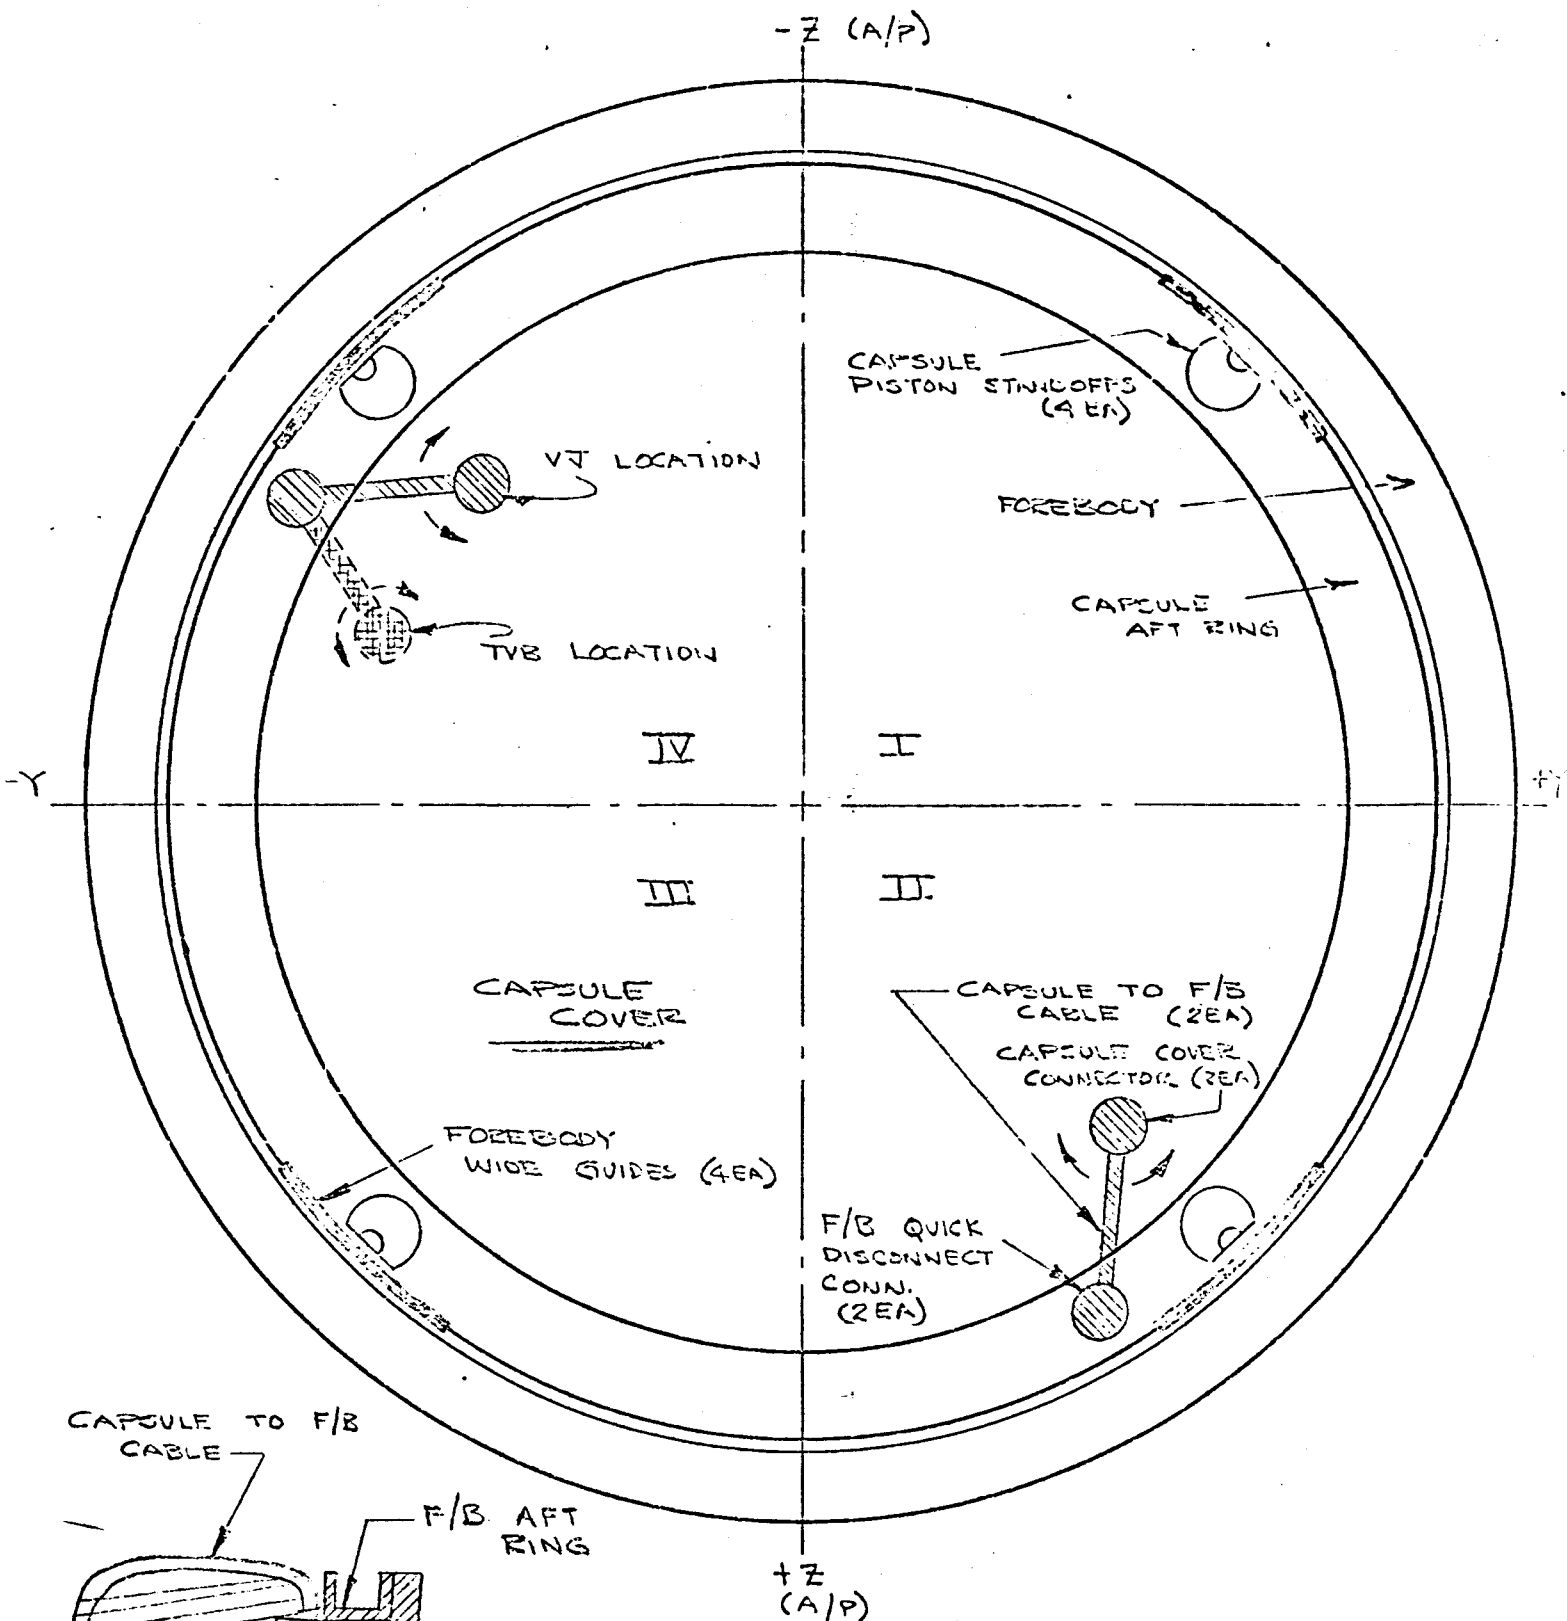 -Z (A/P)
CAPSULE
PISTON STANDOFFS
(4 EA)
VJ LOCATION
FOREBODY
CAPSULE
AFT RING
TVB LOCATION
IV
I
-Y
+Y
III
II
CAPSULE
COVER
CAPSULE TO F/B
CABLE (2EA)
CAPSULE COVER
CONNECTOR (2EA)
FOREBODY
WIDE GUIDES (4EA)
F/B QUICK
DISCONNECT
CONN.
(2EA)
CAPSULE TO F/B
CABLE
F/B AFT
RING
+Z
(A/P)